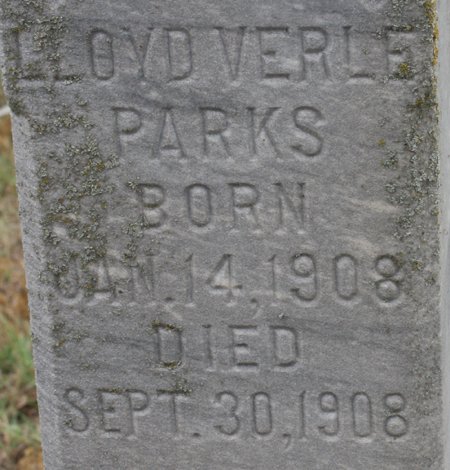 LLOYD VERLE
PARKS
BORN
JAN. 14, 1908
DIED
SEPT. 30, 1908